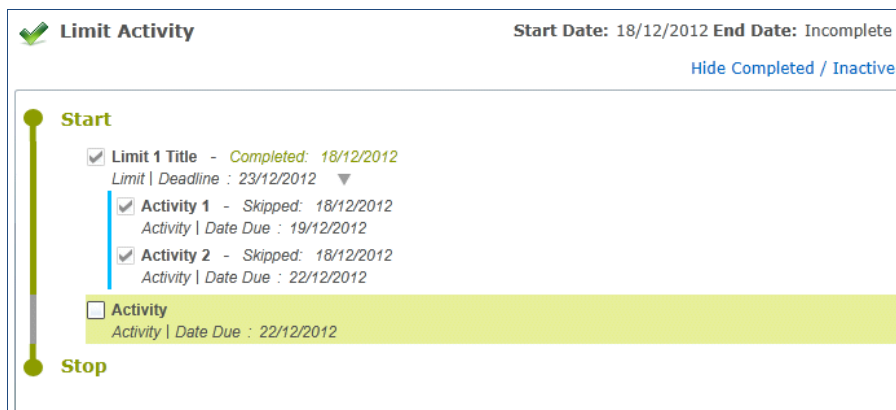 Limit Activity
Start Date: 18/12/2012 End Date: Incomplete
Hide Completed / Inactive
Start
Limit 1 Title - Completed: 18/12/2012
Limit | Deadline : 23/12/2012
Activity 1 - Skipped: 18/12/2012
Activity | Date Due : 19/12/2012
Activity 2 - Skipped: 18/12/2012
Activity | Date Due : 22/12/2012
Activity
Activity | Date Due : 22/12/2012
Stop